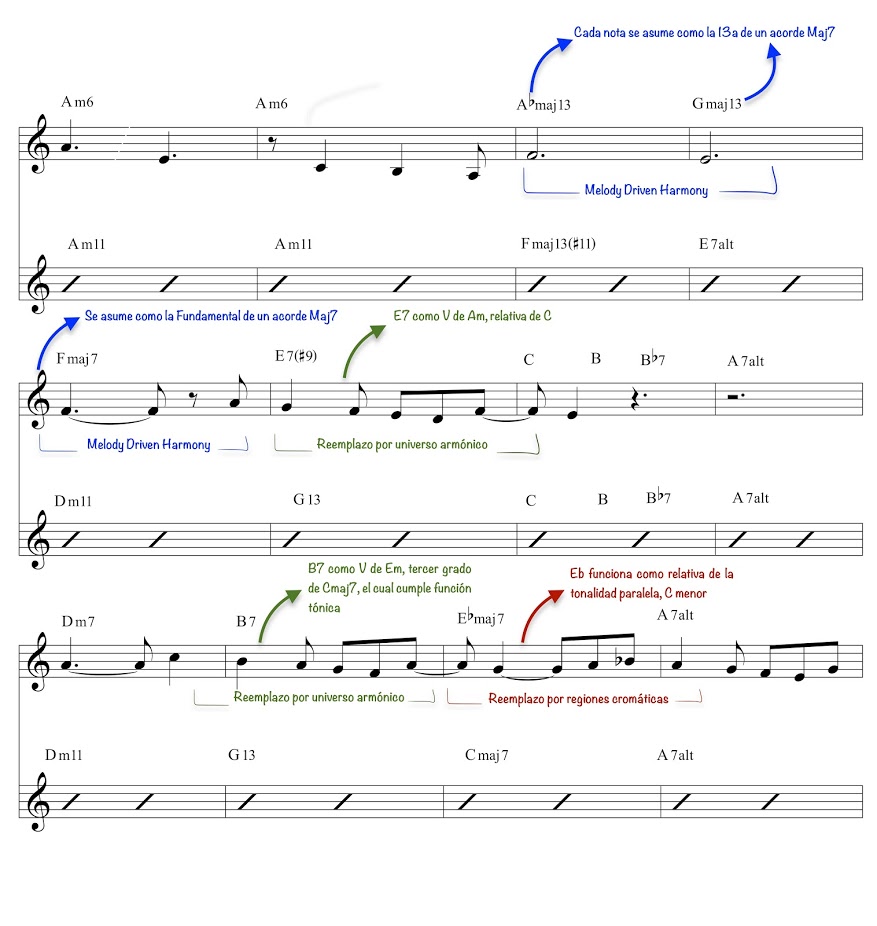 Cada nota se asume como la 13a de un acorde Maj7
Am6 Am6 A♭maj13 Gmaj13
Melody Driven Harmony
Am11 Am11 Fmaj13(♯11) E7alt
Se asume como la Fundamental de un acorde Maj7 E7 como V de Am, relativa de C
Fmaj7 E7(♯9) C B B♭7 A7alt
Melody Driven Harmony Reemplazo por universo armónico
Dm11 G13 C B B♭7 A7alt
B7 como V de Em, tercer grado
de Cmaj7, el cual cumple función
tónica
Eb funciona como relativa de la
tonalidad paralela, C menor
Dm7 B7 E♭maj7 A7alt
Reemplazo por universo armónico Reemplazo por regiones cromáticas
Dm11 G13 Cmaj7 A7alt